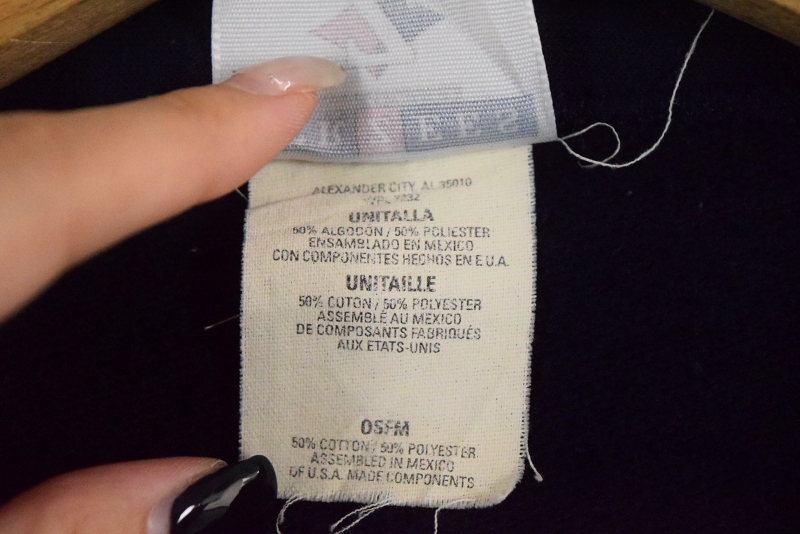 ALEXANDER CITY, AL 35010
UNITALLA
50% ALGODÓN / 50% POLIESTER
ENSAMBLADO EN MEXICO
CON COMPONENTES HECHOS EN E.U.A.
UNITAILLE
50% COTON / 50% POLYESTER
ASSEMBLÉ AU MEXICO
DE COMPOSANTS FABRIQUÉS
AUX ETATS-UNIS
OSFM
50% COTTON / 50% POLYESTER
ASSEMBLED IN MEXICO
OF U.S.A. MADE COMPONENTS